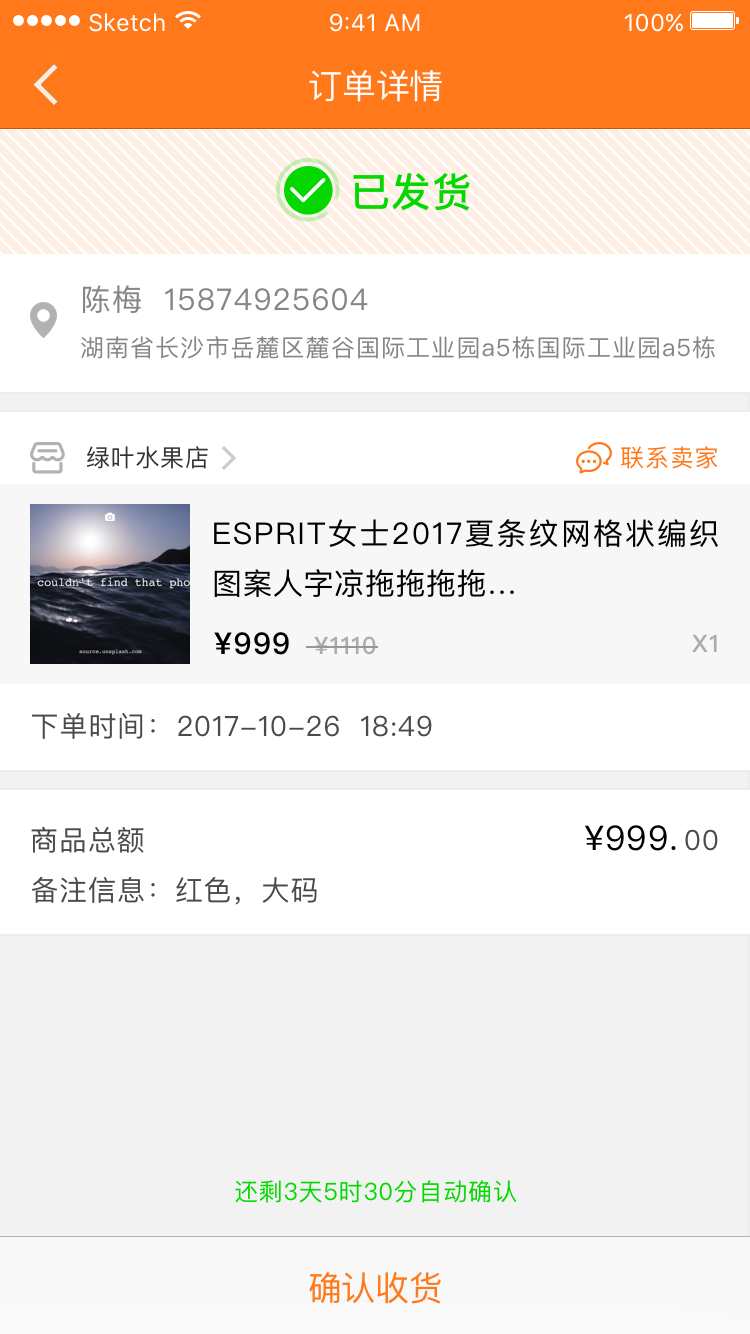 Sketch 9:41 AM 100%
订单详情
已发货
陈梅 15874925604
湖南省长沙市岳麓区麓谷国际工业园a5栋国际工业园a5栋
绿叶水果店 联系卖家
couldn't find that pho
source.unsplash.com
ESPRIT女士2017夏条纹网格状编织
图案人字凉拖拖拖拖...
¥999 ¥1110 X1
下单时间：2017-10-26 18:49
商品总额 ¥999.00
备注信息：红色，大码
还剩3天5时30分自动确认
确认收货